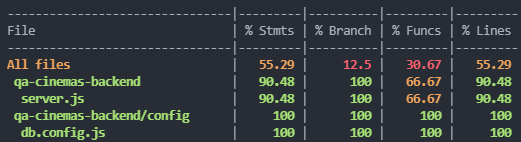 -------------------------------|---------|----------|---------|---------
File                           | % Stmts | % Branch | % Funcs | % Lines
-------------------------------|---------|----------|---------|---------
All files                      |   55.29 |     12.5 |   30.67 |   55.29
 qa-cinemas-backend            |   90.48 |      100 |   66.67 |   90.48
  server.js                    |   90.48 |      100 |   66.67 |   90.48
 qa-cinemas-backend/config     |     100 |      100 |     100 |     100
  db.config.js                 |     100 |      100 |     100 |     100